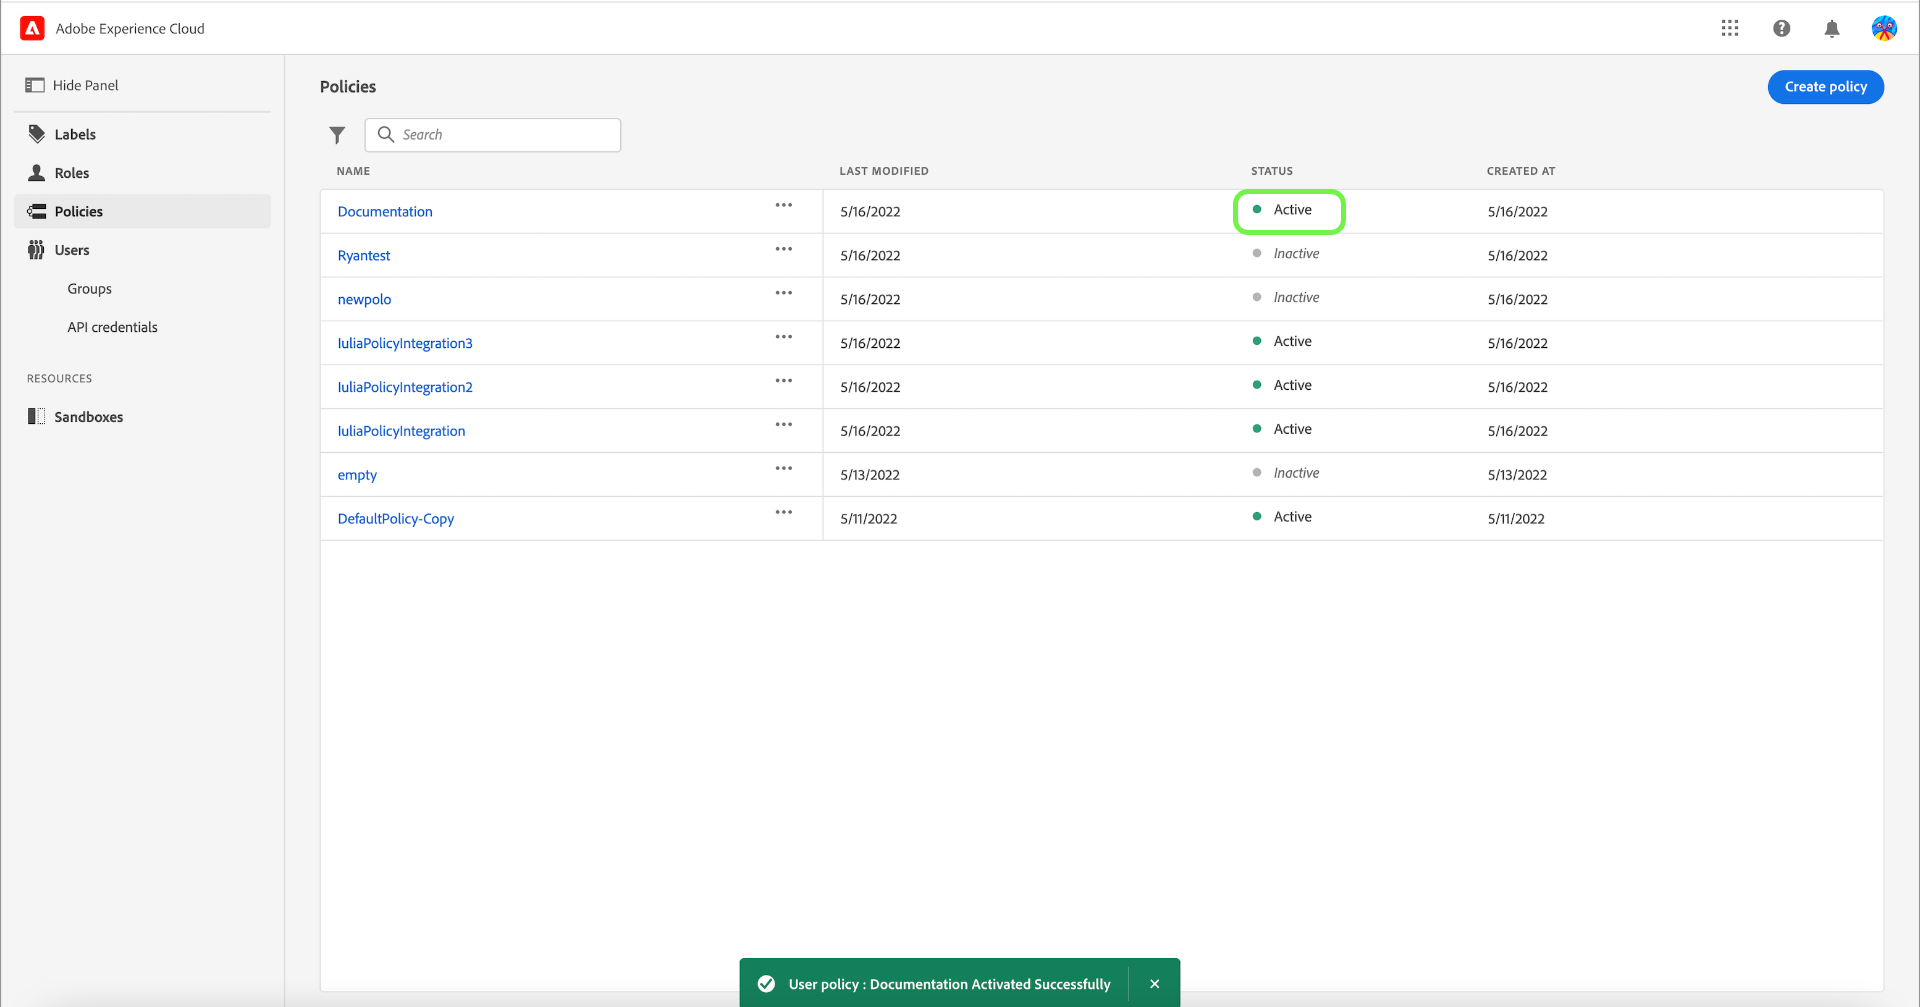 Adobe Experience Cloud
Hide Panel
Labels
Roles
Policies
Users
Groups
API credentials
RESOURCES
Sandboxes
Policies
Create policy
Search
NAME LAST MODIFIED STATUS CREATED AT
Documentation 5/16/2022 Active 5/16/2022
Ryantest 5/16/2022 Inactive 5/16/2022
newpolo 5/16/2022 Inactive 5/16/2022
IuliaPolicyIntegration3 5/16/2022 Active 5/16/2022
IuliaPolicyIntegration2 5/16/2022 Active 5/16/2022
IuliaPolicyIntegration 5/16/2022 Active 5/16/2022
empty 5/13/2022 Inactive 5/13/2022
DefaultPolicy-Copy 5/11/2022 Active 5/11/2022
User policy : Documentation Activated Successfully